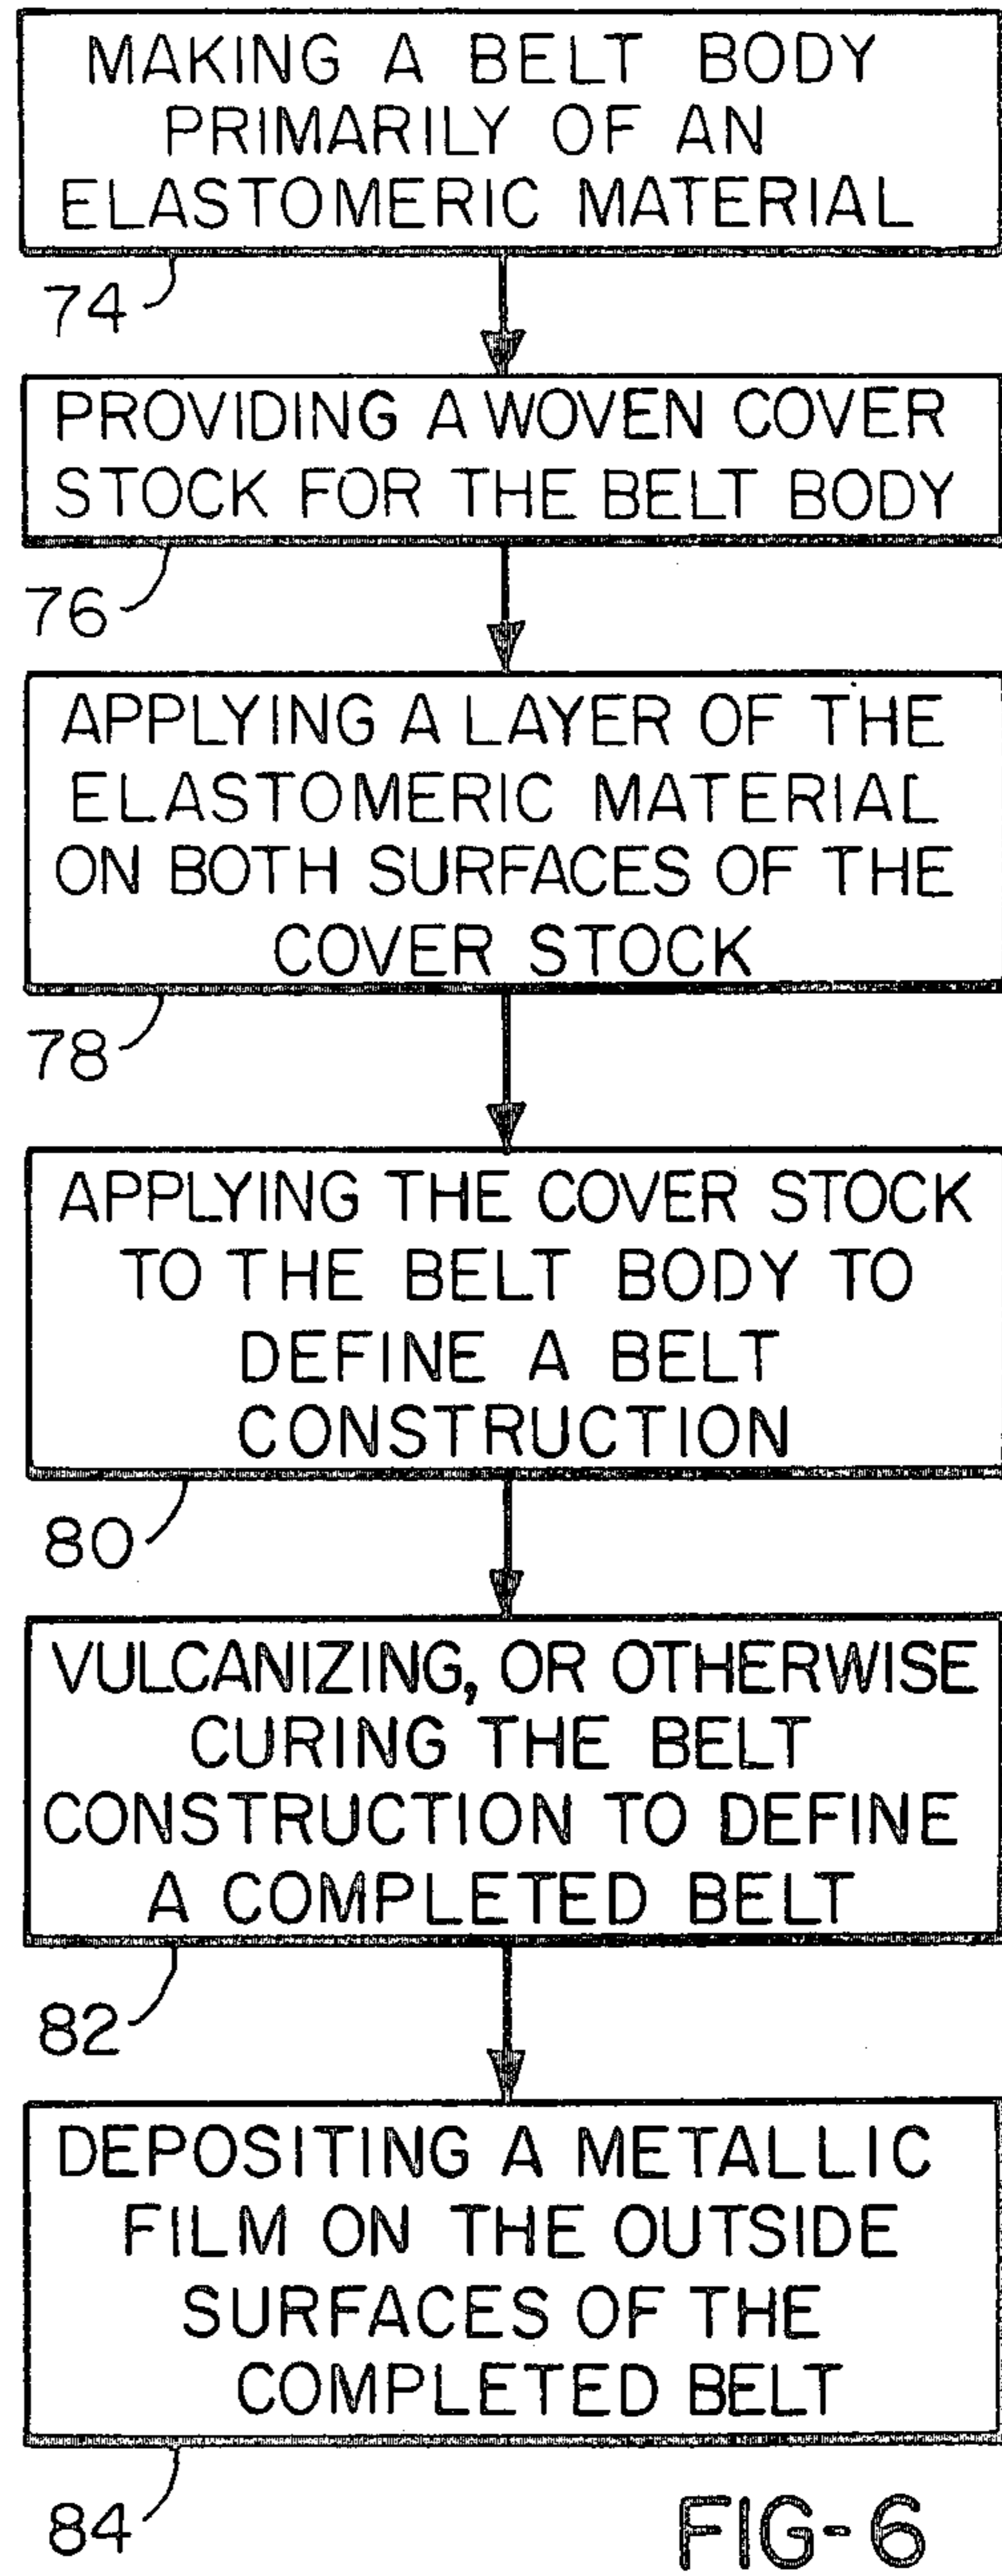 MAKING A BELT BODY
PRIMARILY OF AN
ELASTOMERIC MATERIAL
74
PROVIDING A WOVEN COVER
STOCK FOR THE BELT BODY
76
APPLYING A LAYER OF THE
ELASTOMERIC MATERIAL
ON BOTH SURFACES OF THE
COVER STOCK
78
APPLYING THE COVER STOCK
TO THE BELT BODY TO
DEFINE A BELT
CONSTRUCTION
80
VULCANIZING, OR OTHERWISE
CURING THE BELT
CONSTRUCTION TO DEFINE
A COMPLETED BELT
82
DEPOSITING A METALLIC
FILM ON THE OUTSIDE
SURFACES OF THE
COMPLETED BELT
84
FIG-6